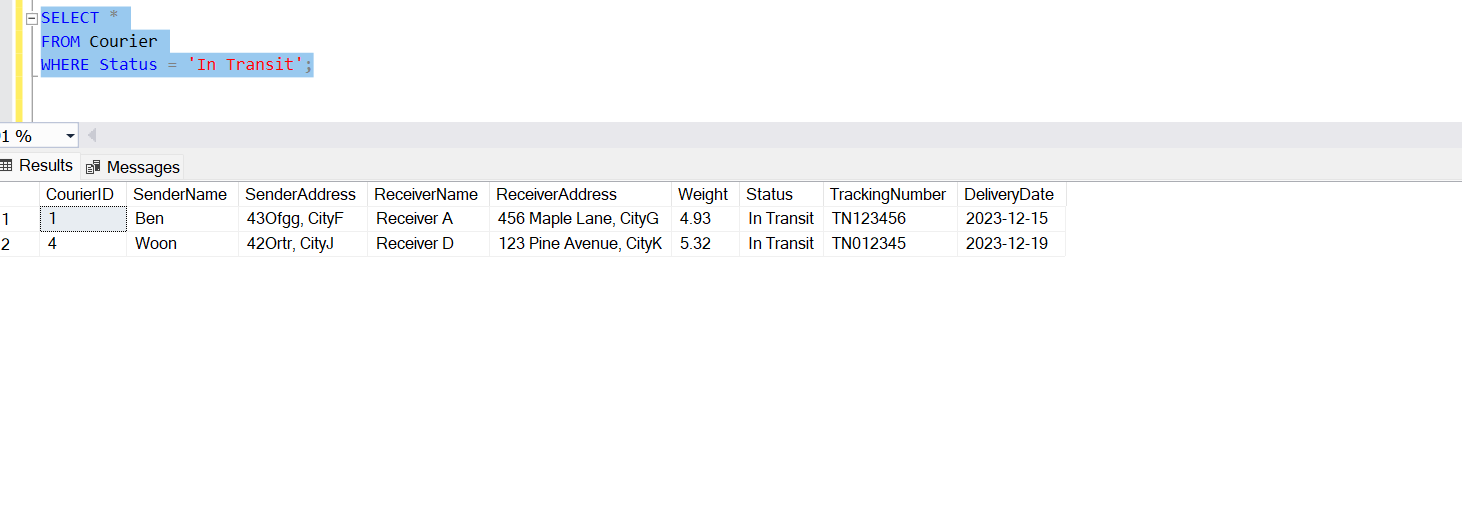 SELECT *
FROM Courier
WHERE Status = 'In Transit';
1 %
Results Messages
CourierID SenderName SenderAddress ReceiverName ReceiverAddress Weight Status TrackingNumber DeliveryDate
1 1 Ben 43Ofgg, CityF Receiver A 456 Maple Lane, CityG 4.93 In Transit TN123456 2023-12-15
2 4 Woon 42Ortr, CityJ Receiver D 123 Pine Avenue, CityK 5.32 In Transit TN012345 2023-12-19